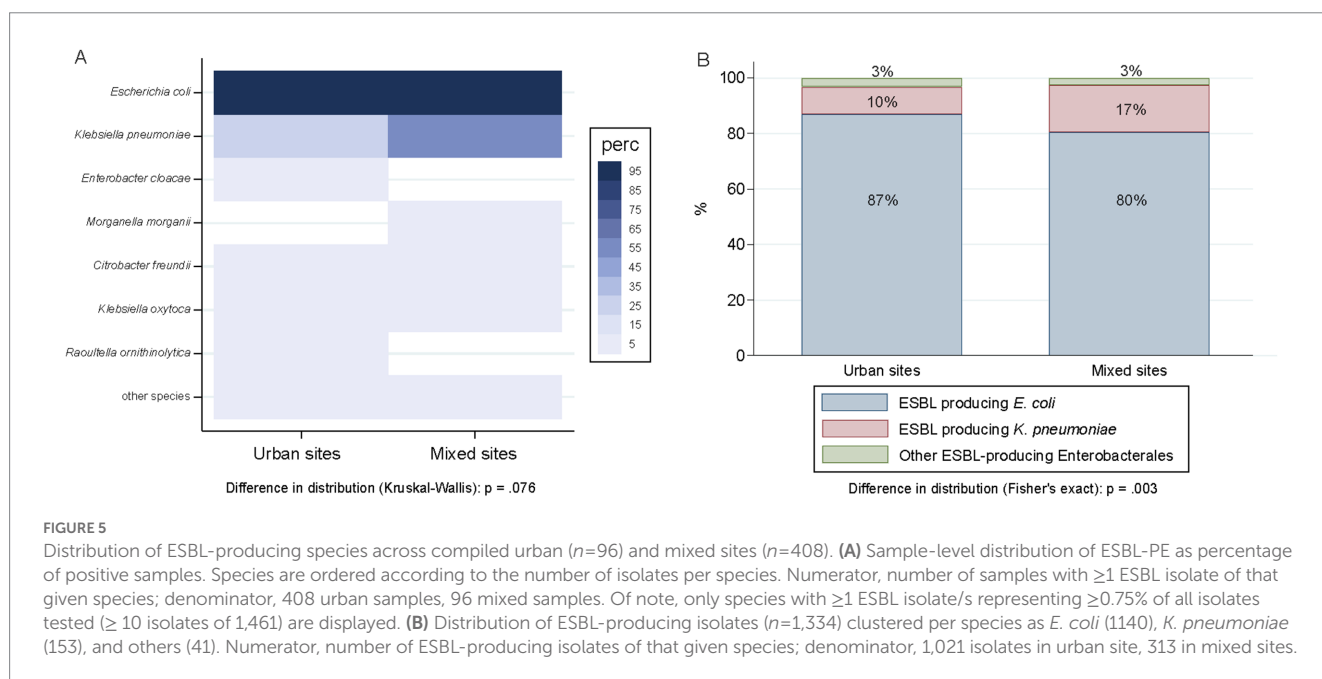 A
Escherichia coli
Klebsiella pneumoniae
Enterobacter cloacae
Morganella morganii
Citrobacter freundii
Klebsiella oxytoca
Raoultella ornithinolytica
other species
Urban sites
Mixed sites
perc
95
85
75
65
55
45
35
25
15
5
Difference in distribution (Kruskal-Wallis): p = .076
B
%
100
80
60
40
20
0
3%
10%
87%
3%
17%
80%
Urban sites
Mixed sites
ESBL producing E. coli
ESBL producing K. pneumoniae
Other ESBL-producing Enterobacterales
Difference in distribution (Fisher's exact): p = .003
FIGURE 5
Distribution of ESBL-producing species across compiled urban (n=96) and mixed sites (n=408). (A) Sample-level distribution of ESBL-PE as percentage
of positive samples. Species are ordered according to the number of isolates per species. Numerator, number of samples with ≥1 ESBL isolate of that
given species; denominator, 408 urban samples, 96 mixed samples. Of note, only species with ≥1 ESBL isolate/s representing ≥0.75% of all isolates
tested (≥ 10 isolates of 1,461) are displayed. (B) Distribution of ESBL-producing isolates (n=1,334) clustered per species as E. coli (1140), K. pneumoniae
(153), and others (41). Numerator, number of ESBL-producing isolates of that given species; denominator, 1,021 isolates in urban site, 313 in mixed sites.